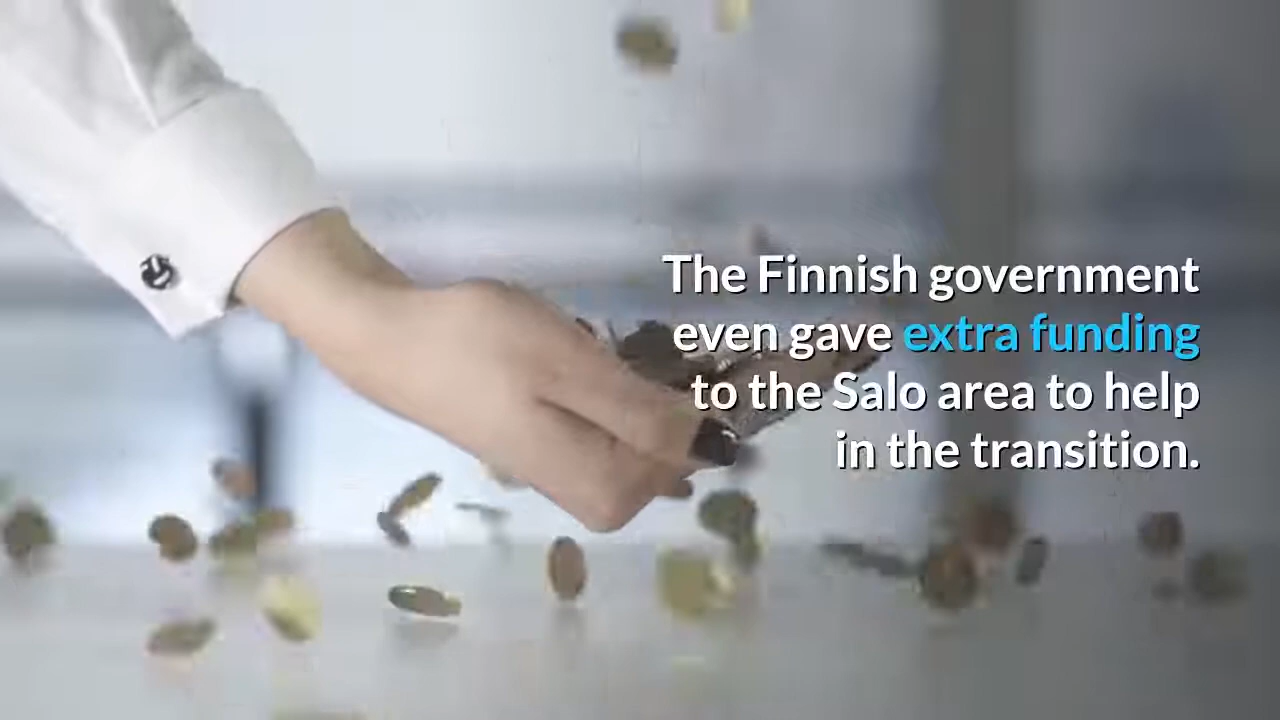 The Finnish government
even gave extra funding
to the Salo area to help
in the transition.